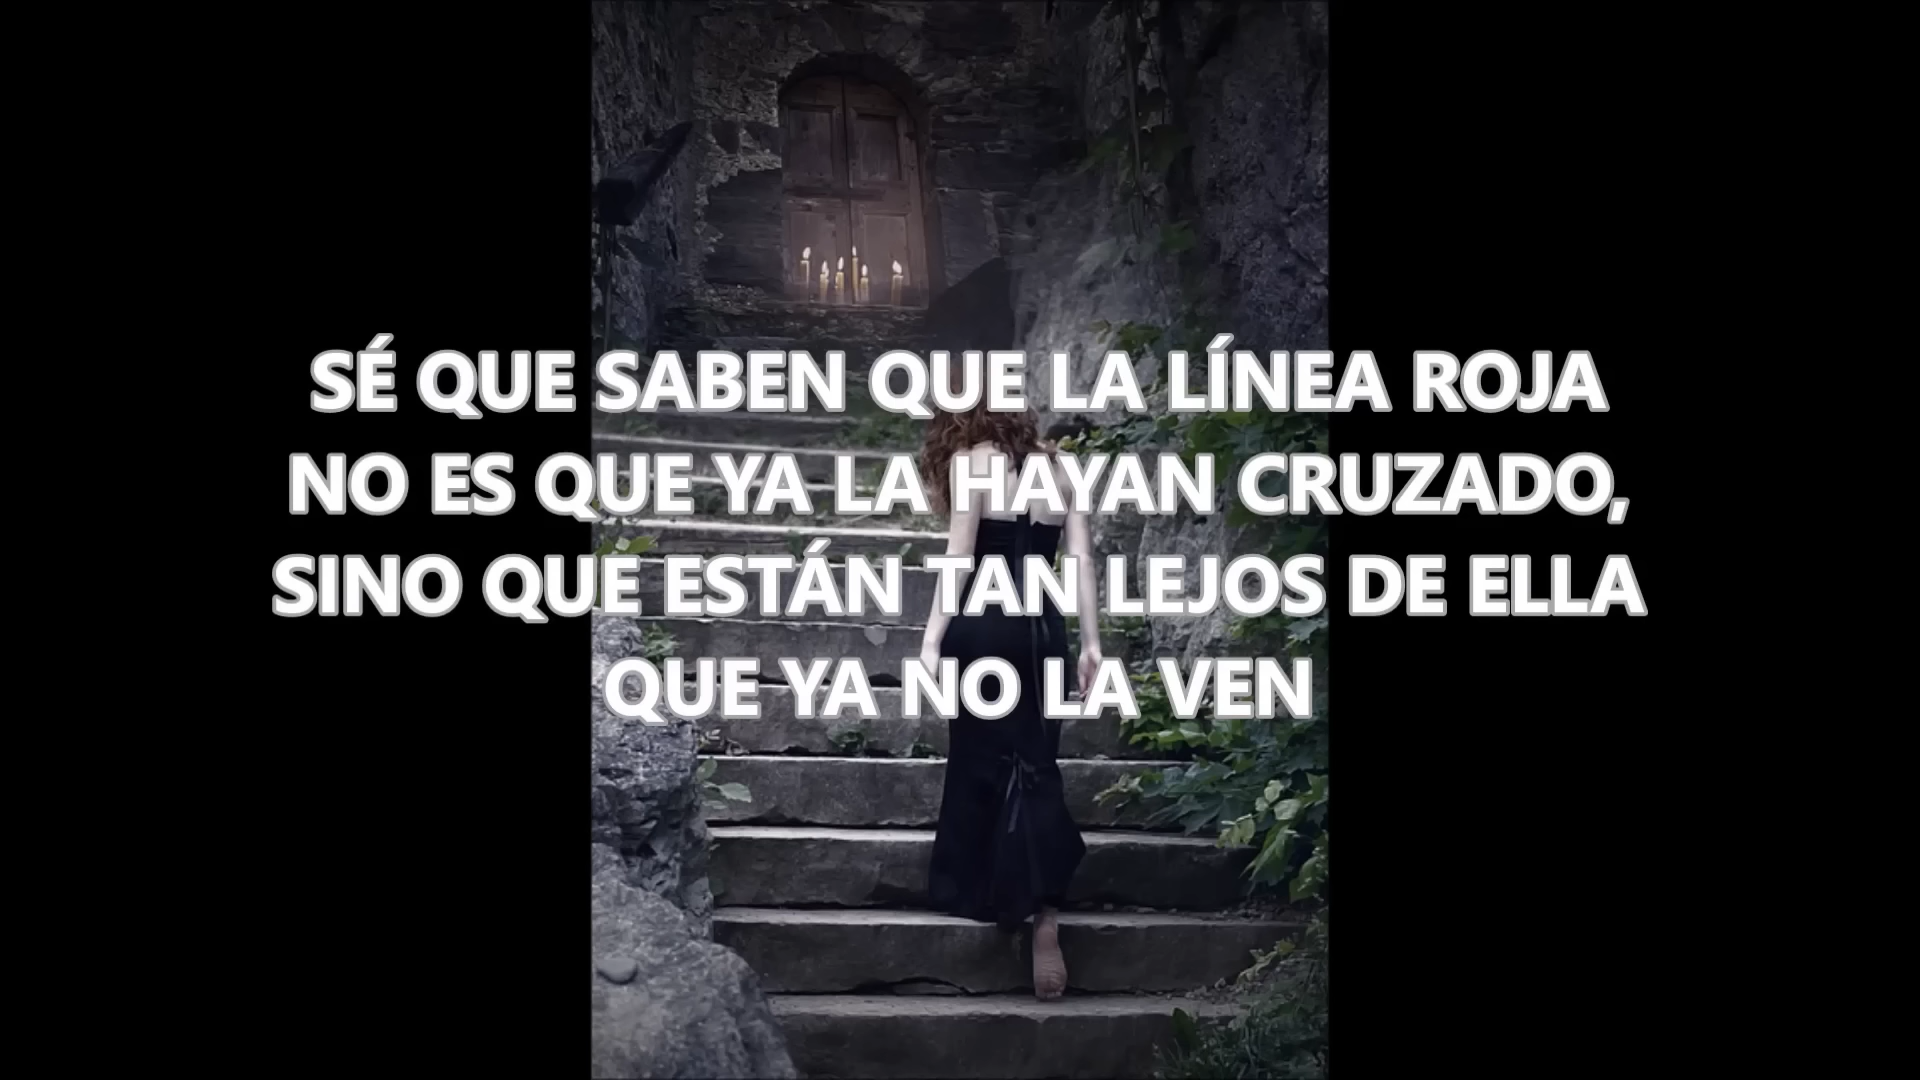 SÉ QUE SABEN QUE LA LÍNEA ROJA
NO ES QUE YA LA HAYAN CRUZADO,
SINO QUE ESTÁN TAN LEJOS DE ELLA
QUE YA NO LA VEN